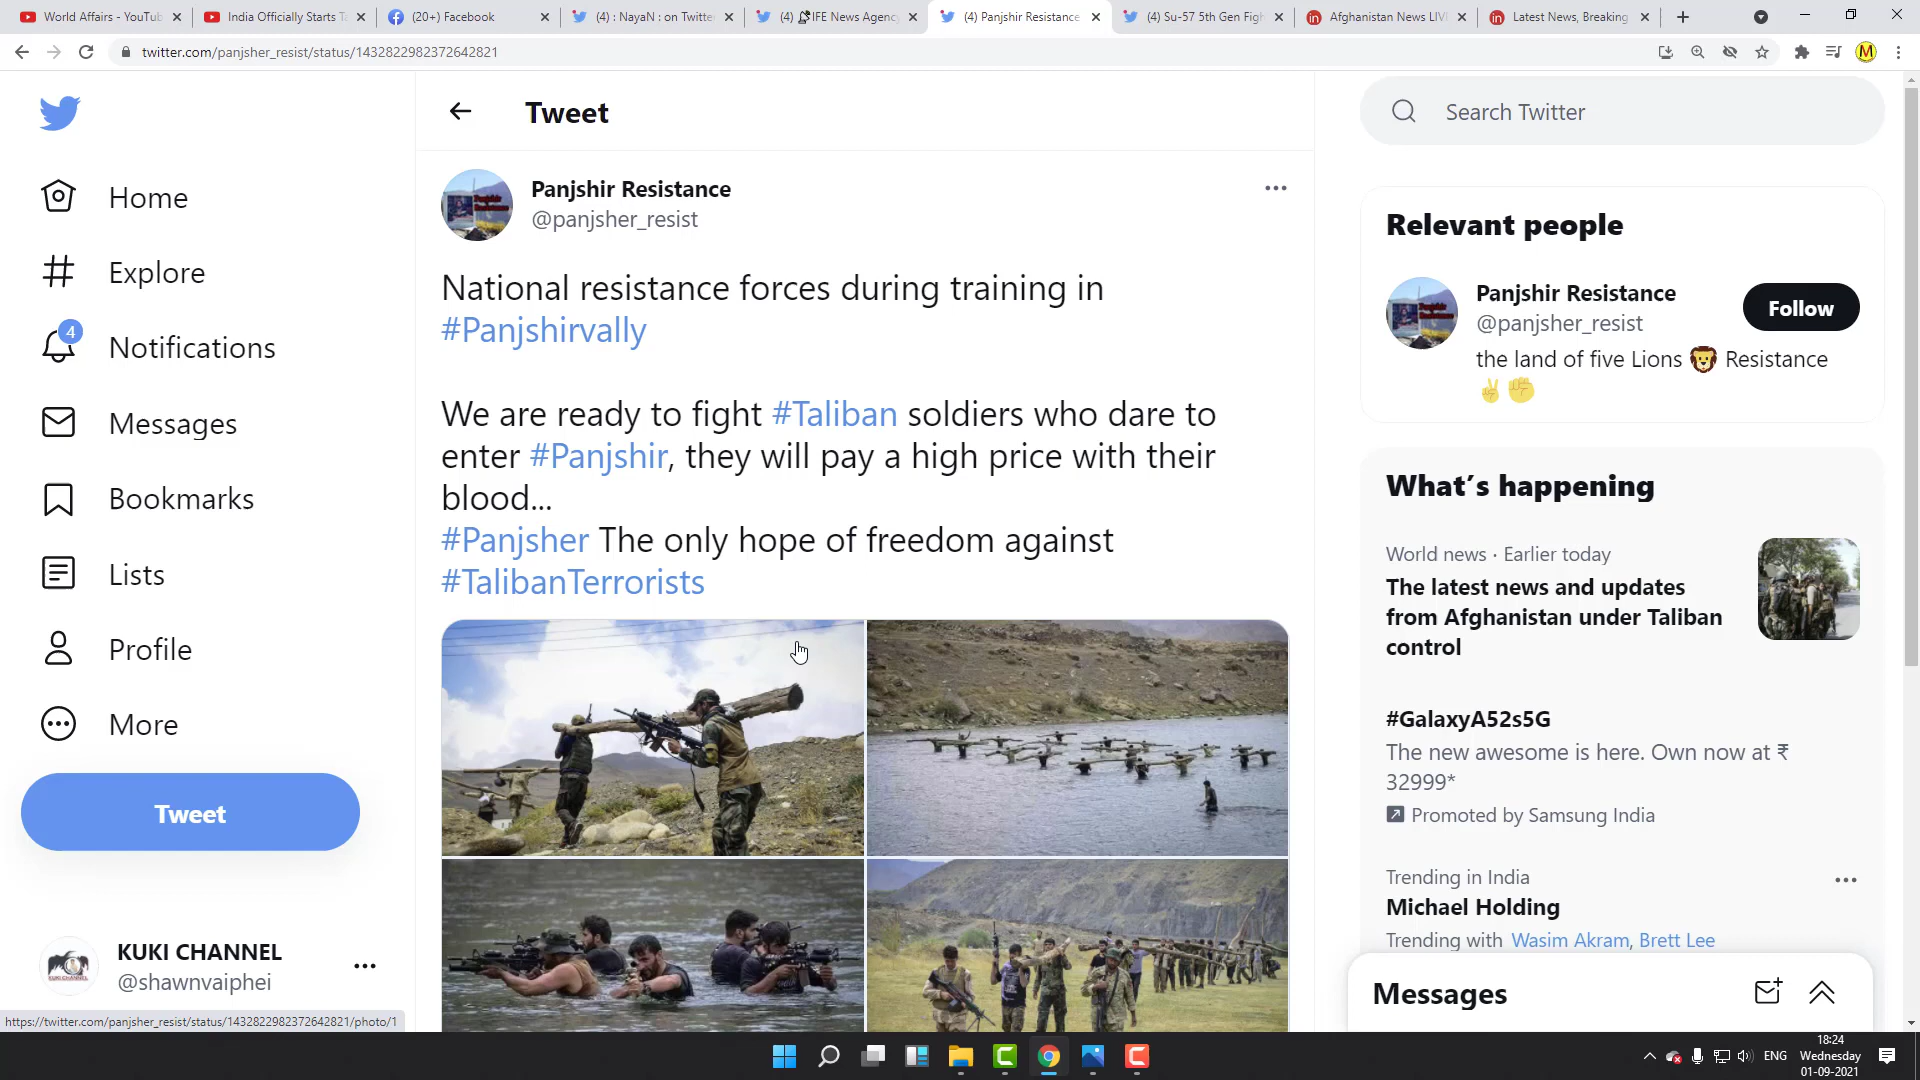 World Affairs - YouTub
India Officially Starts T
(20+) Facebook
(4) : NayaN : on Twitte
(4) IFE News Agency
(4) Panjshir Resistance
(4) Su-57 5th Gen Figh
Afghanistan News LIVE
Latest News, Breaking
twitter.com/panjsher_resist/status/1432822982372642821
M
Home
Explore
4
Notifications
Messages
Bookmarks
Lists
Profile
More
Tweet
KUKI CHANNEL
@shawnvaiphei
https://twitter.com/panjsher_resist/status/1432822982372642821/photo/1
Tweet
Panjshir Resistance
@panjsher_resist
National resistance forces during training in
#Panjshirvally
We are ready to fight #Taliban soldiers who dare to
enter #Panjshir, they will pay a high price with their
blood...
#Panjsher The only hope of freedom against
#TalibanTerrorists
Search Twitter
Relevant people
Panjshir Resistance
@panjsher_resist
Follow
the land of five Lions 🦁 Resistance
✌️✊
What's happening
World news · Earlier today
The latest news and updates
from Afghanistan under Taliban
control
#GalaxyA52s5G
The new awesome is here. Own now at ₹
32999*
Promoted by Samsung India
Trending in India
Michael Holding
Trending with Wasim Akram, Brett Lee
Messages
ENG
18:24
Wednesday
01-09-2021